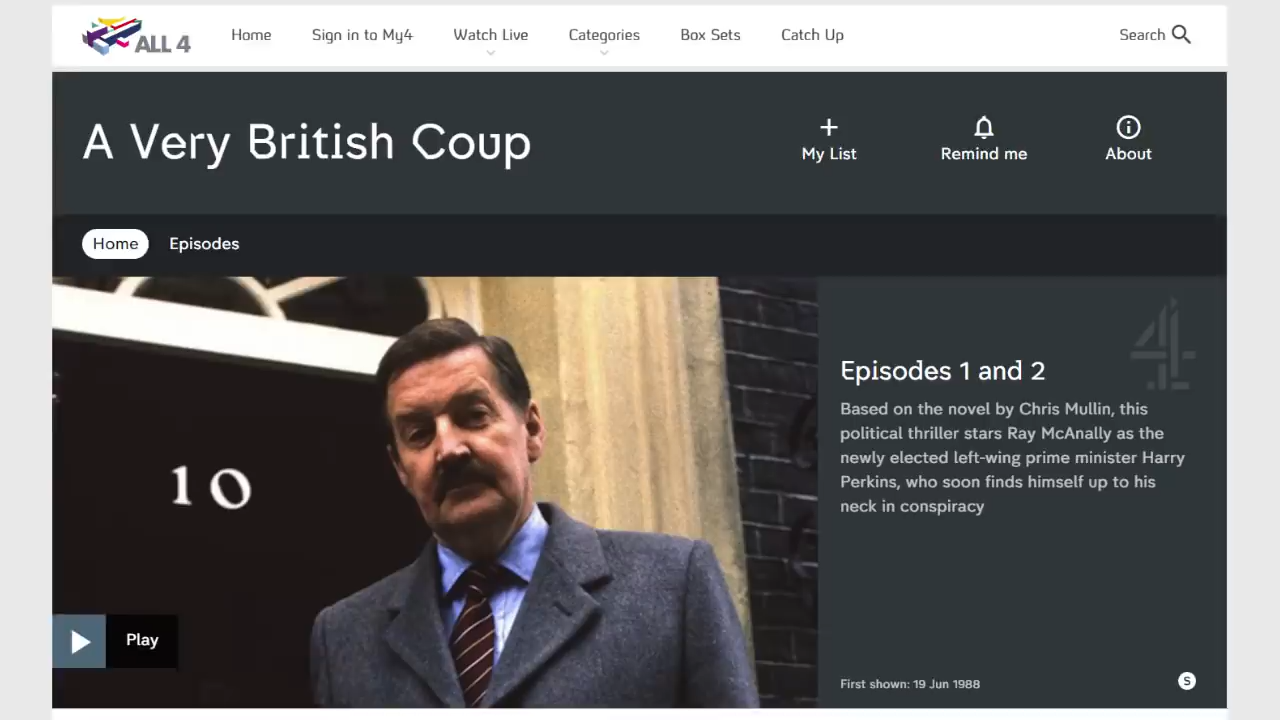 ALL 4
Home
Sign in to My4
Watch Live
Categories
Box Sets
Catch Up
Search
A Very British Coup
My List
Remind me
About
Home
Episodes
10
Play
4
Episodes 1 and 2
Based on the novel by Chris Mullin, this
political thriller stars Ray McAnally as the
newly elected left-wing prime minister Harry
Perkins, who soon finds himself up to his
neck in conspiracy
First shown: 19 Jun 1988
S